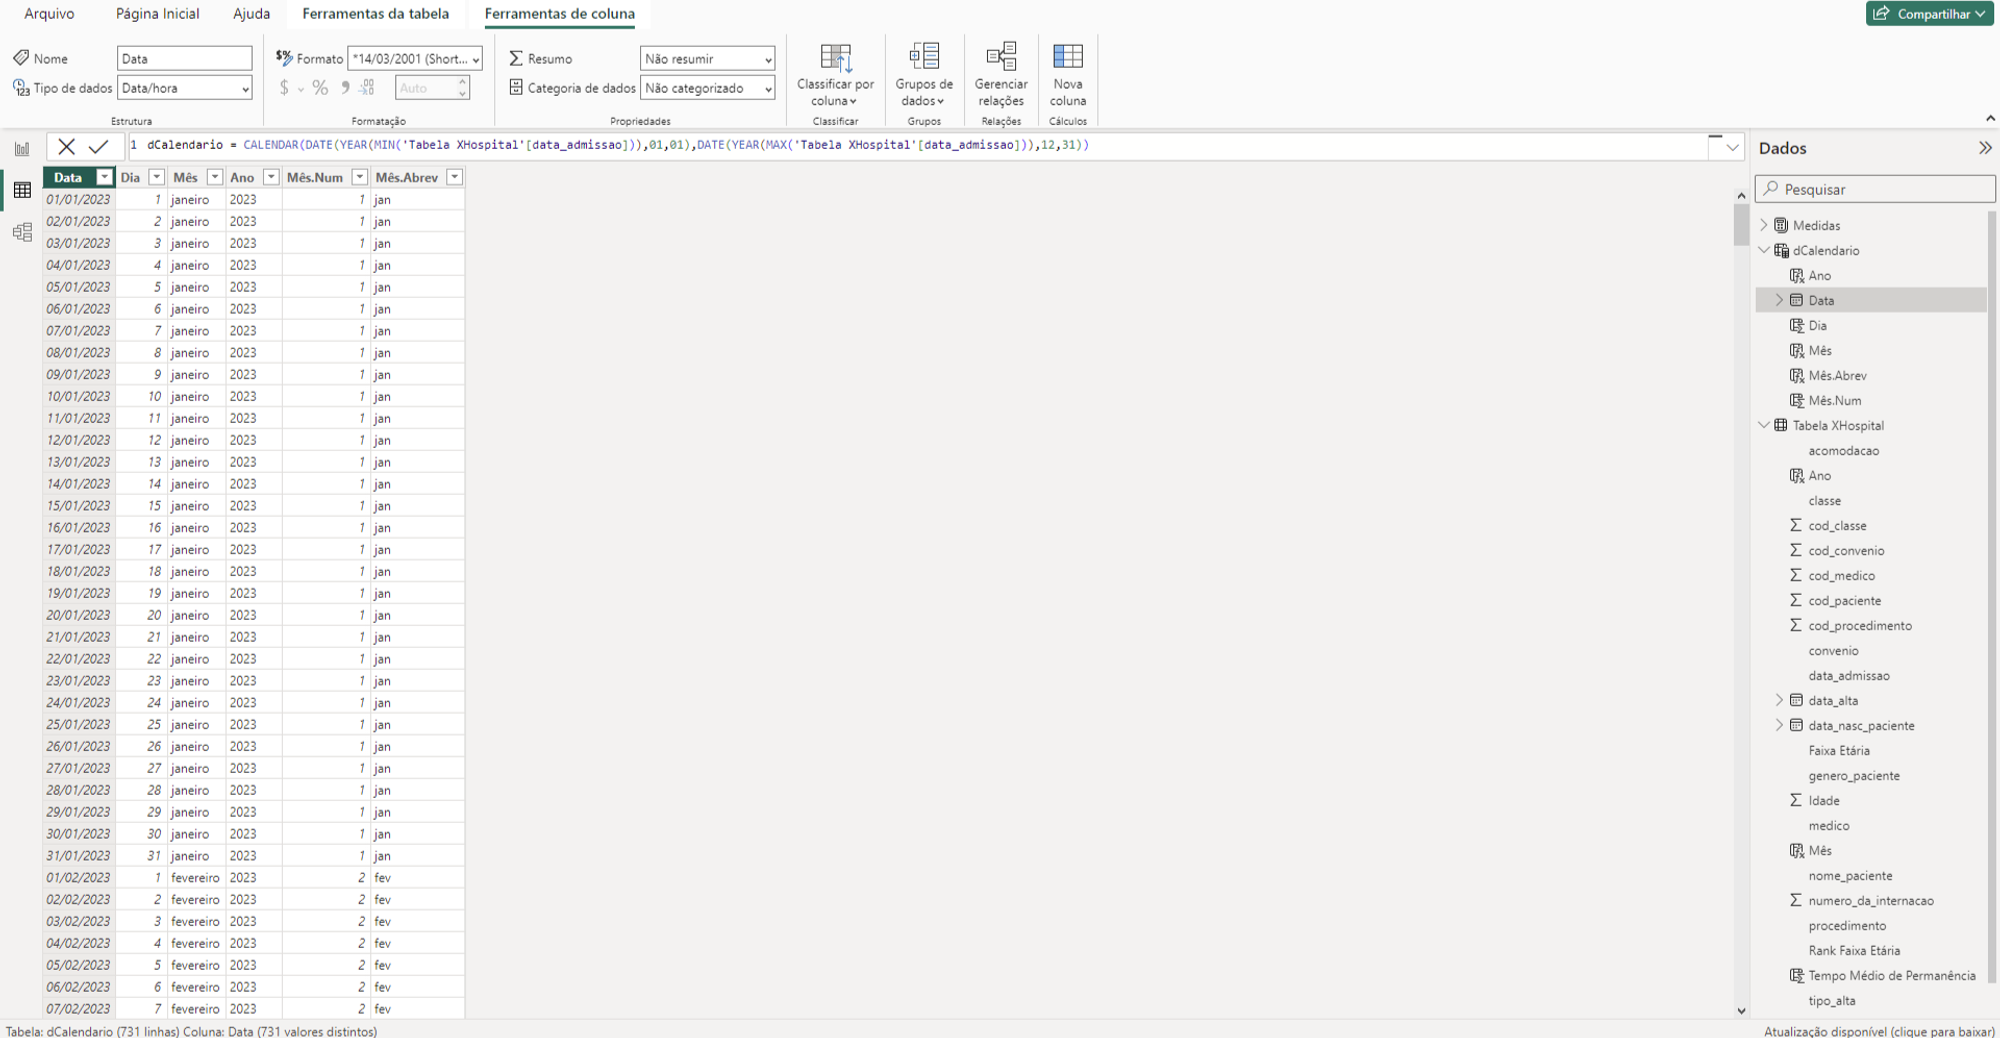 Arquivo Página Inicial Ajuda Ferramentas da tabela Ferramentas de coluna Compartilhar
Nome Data
Tipo de dados Data/hora
Estrutura
$% Formato *14/03/2001 (Short...
$ % 9 .00 Auto
Formatação
Resumo Não resumir
Categoria de dados Não categorizado
Propriedades
Classificar por
coluna
Classificar
Grupos de
dados
Grupos
Gerenciar
relações
Relações
Nova
coluna
Cálculos
1 dCalendario = CALENDAR(DATE(YEAR(MIN('Tabela XHospital'[data_admissao])),01,01),DATE(YEAR(MAX('Tabela XHospital'[data_admissao])),12,31))
Data Dia Mês Ano Mês.Num Mês.Abrev
01/01/2023 1 janeiro 2023 1 jan
02/01/2023 2 janeiro 2023 1 jan
03/01/2023 3 janeiro 2023 1 jan
04/01/2023 4 janeiro 2023 1 jan
05/01/2023 5 janeiro 2023 1 jan
06/01/2023 6 janeiro 2023 1 jan
07/01/2023 7 janeiro 2023 1 jan
08/01/2023 8 janeiro 2023 1 jan
09/01/2023 9 janeiro 2023 1 jan
10/01/2023 10 janeiro 2023 1 jan
11/01/2023 11 janeiro 2023 1 jan
12/01/2023 12 janeiro 2023 1 jan
13/01/2023 13 janeiro 2023 1 jan
14/01/2023 14 janeiro 2023 1 jan
15/01/2023 15 janeiro 2023 1 jan
16/01/2023 16 janeiro 2023 1 jan
17/01/2023 17 janeiro 2023 1 jan
18/01/2023 18 janeiro 2023 1 jan
19/01/2023 19 janeiro 2023 1 jan
20/01/2023 20 janeiro 2023 1 jan
21/01/2023 21 janeiro 2023 1 jan
22/01/2023 22 janeiro 2023 1 jan
23/01/2023 23 janeiro 2023 1 jan
24/01/2023 24 janeiro 2023 1 jan
25/01/2023 25 janeiro 2023 1 jan
26/01/2023 26 janeiro 2023 1 jan
27/01/2023 27 janeiro 2023 1 jan
28/01/2023 28 janeiro 2023 1 jan
29/01/2023 29 janeiro 2023 1 jan
30/01/2023 30 janeiro 2023 1 jan
31/01/2023 31 janeiro 2023 1 jan
01/02/2023 1 fevereiro 2023 2 fev
02/02/2023 2 fevereiro 2023 2 fev
03/02/2023 3 fevereiro 2023 2 fev
04/02/2023 4 fevereiro 2023 2 fev
05/02/2023 5 fevereiro 2023 2 fev
06/02/2023 6 fevereiro 2023 2 fev
07/02/2023 7 fevereiro 2023 2 fev
Dados
Pesquisar
Medidas
dCalendario
Ano
Data
Dia
Mês
Mês.Abrev
Mês.Num
Tabela XHospital
acomodacao
Ano
classe
cod_classe
cod_convenio
cod_medico
cod_paciente
cod_procedimento
convenio
data_admissao
data_alta
data_nasc_paciente
Faixa Etária
genero_paciente
Idade
medico
Mês
nome_paciente
numero_da_internacao
procedimento
Rank Faixa Etária
Tempo Médio de Permanência
tipo_alta
Tabela: dCalendario (731 linhas) Coluna: Data (731 valores distintos)
Atualização disponível (clique para baixar)